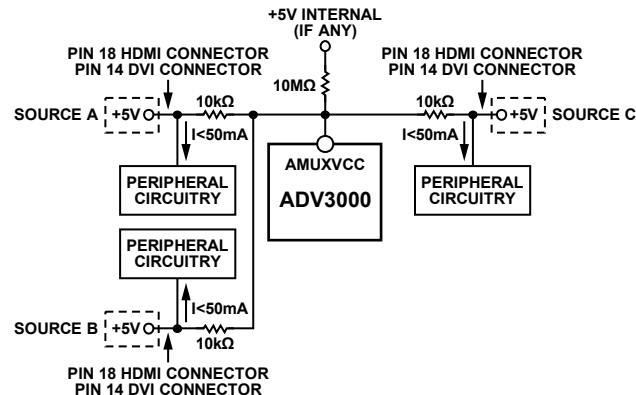 +5V INTERNAL
(IF ANY)
PIN 18 HDMI CONNECTOR
PIN 14 DVI CONNECTOR
PIN 18 HDMI CONNECTOR
PIN 14 DVI CONNECTOR
10MΩ
SOURCE A
+5V
10kΩ
10kΩ
+5V
SOURCE C
I<50mA
I<50mA
PERIPHERAL
CIRCUITRY
AMUXVCC
ADV3000
PERIPHERAL
CIRCUITRY
PERIPHERAL
CIRCUITRY
I<50mA
SOURCE B
+5V
10kΩ
PIN 18 HDMI CONNECTOR
PIN 14 DVI CONNECTOR